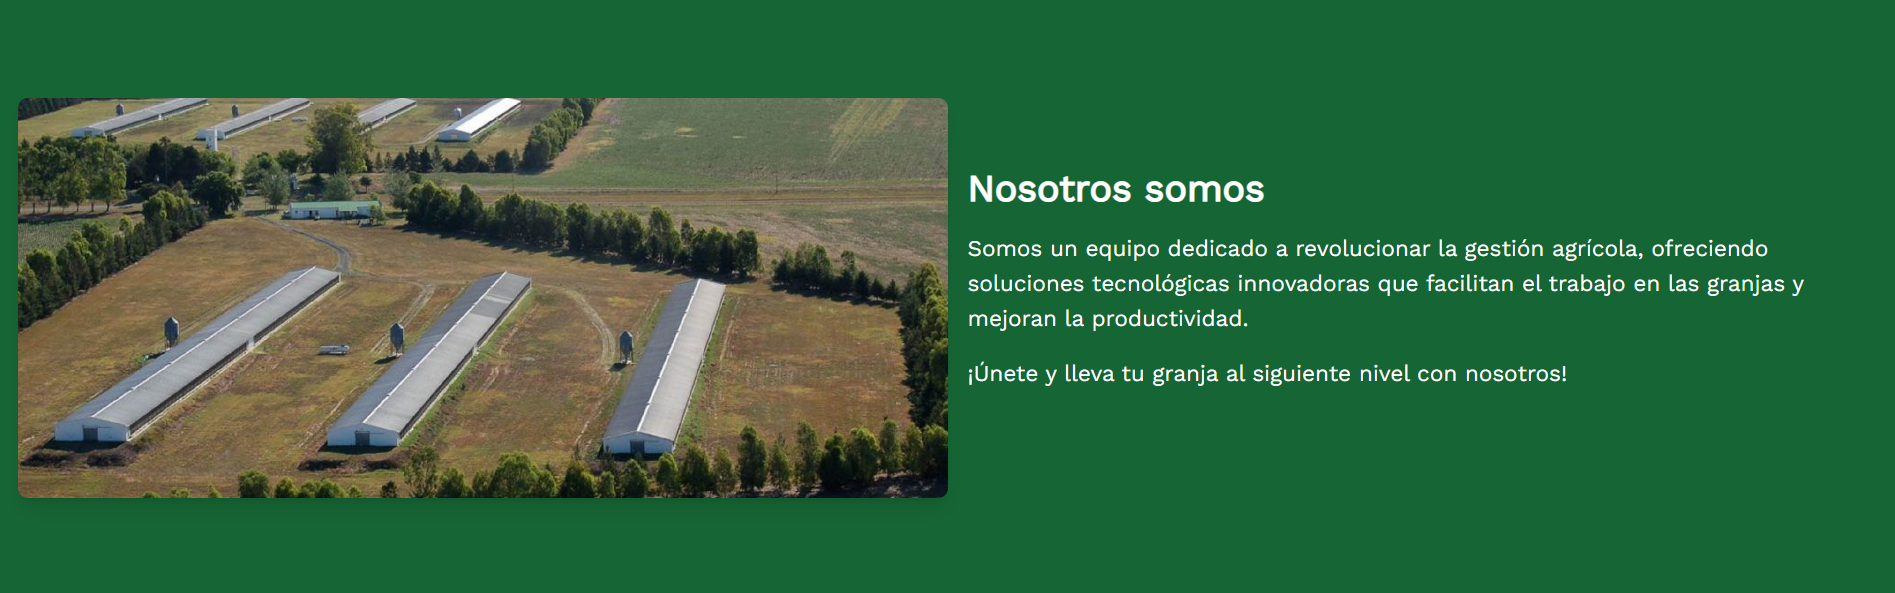 Nosotros somos
Somos un equipo dedicado a revolucionar la gestión agrícola, ofreciendo
soluciones tecnológicas innovadoras que facilitan el trabajo en las granjas y
mejoran la productividad.
¡Únete y lleva tu granja al siguiente nivel con nosotros!